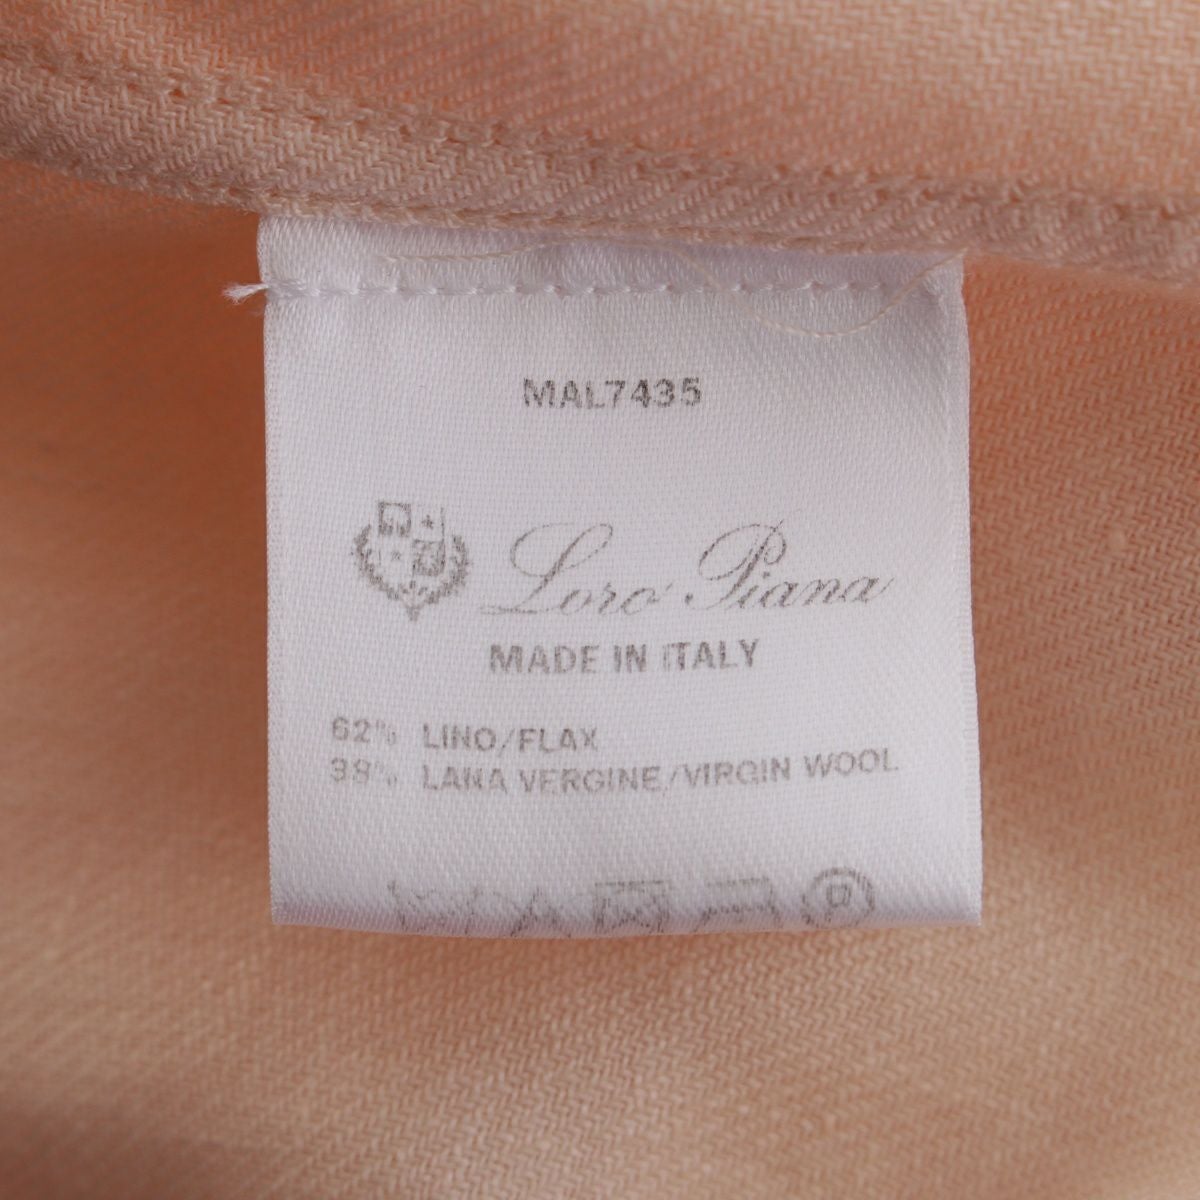 MAL7435
Loro Piana
MADE IN ITALY
62% LINO/FLAX
38% LANA VERGINE/VIRGIN WOOL
P